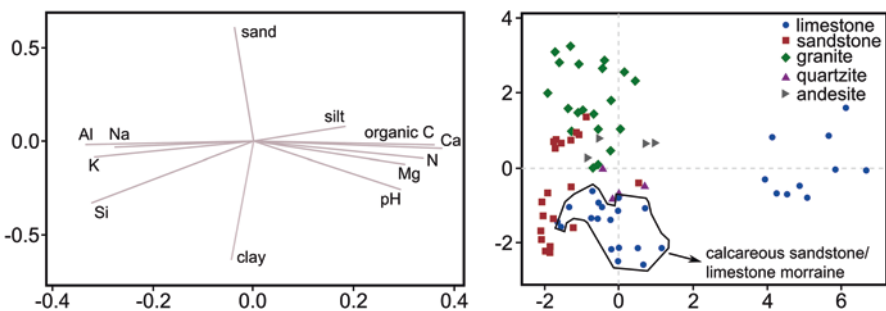 0.5
0.0
-0.5
-0.4
-0.2
0.0
0.2
0.4
sand
silt
organic C
Ca
Al
Na
K
N
Mg
pH
Si
clay
4
2
0
-2
-2
0
2
4
6
limestone
sandstone
granite
quartzite
andesite
calcareous sandstone/
limestone morraine